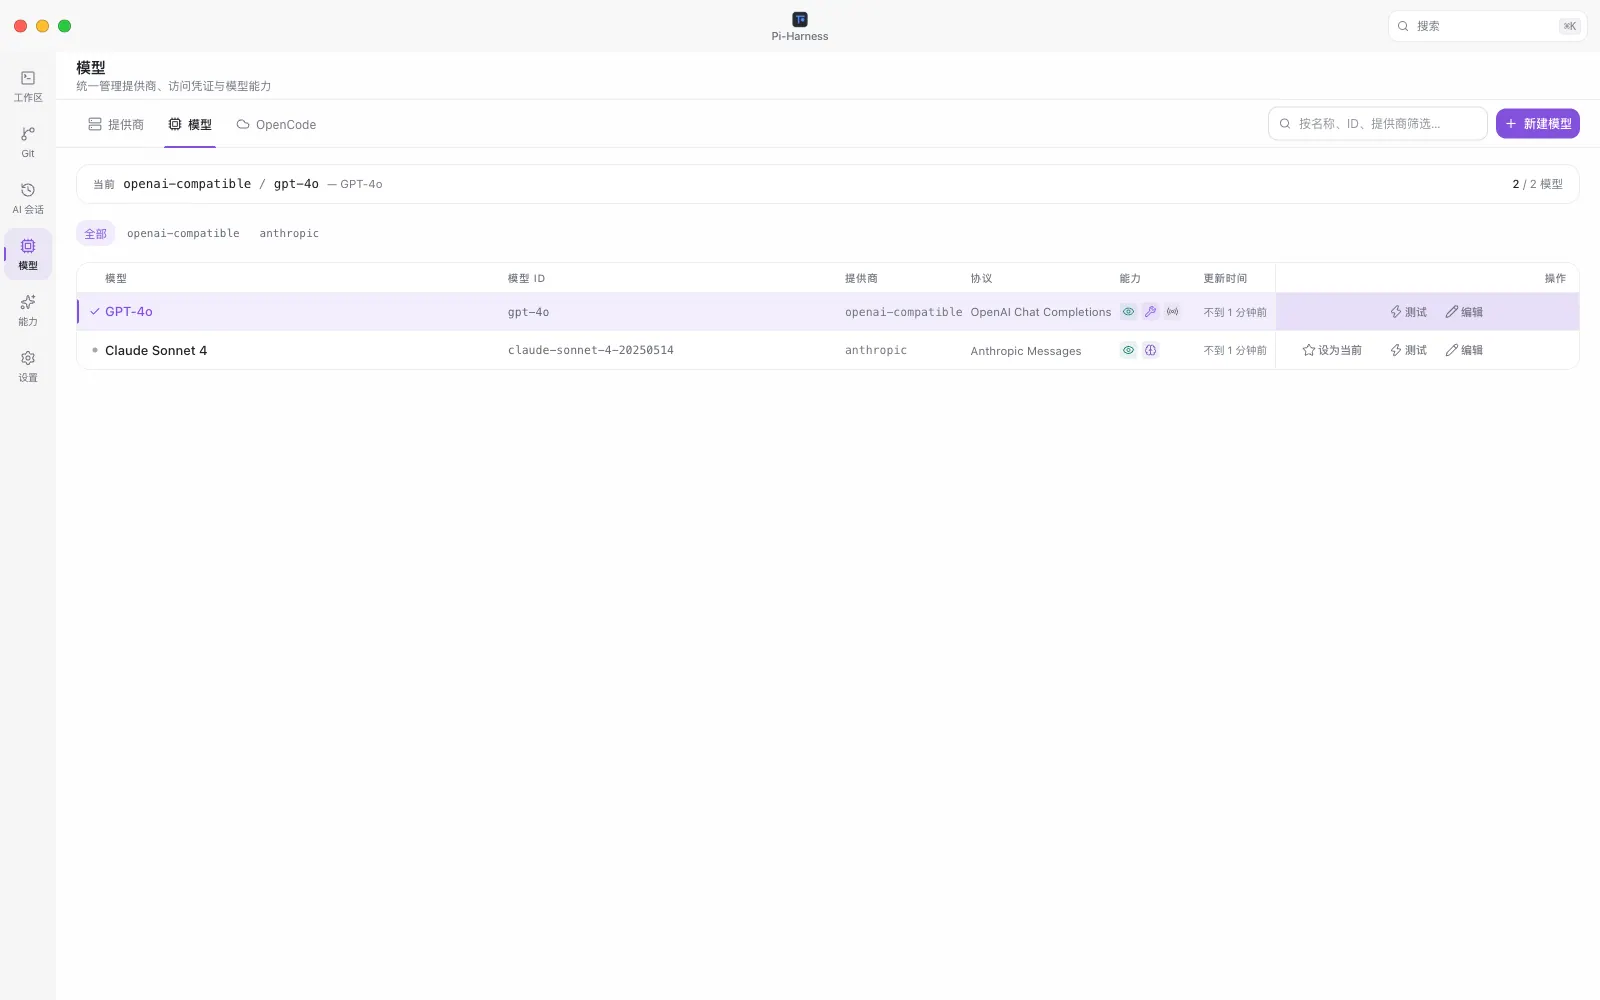 Pi-Harness
搜索 ⌘K
工作区
Git
AI 会话
模型
能力
设置
模型
统一管理提供商、访问凭证与模型能力
提供商 模型 OpenCode
按名称、ID、提供商筛选...
新建模型
当前 openai-compatible / gpt-4o — GPT-4o
2 / 2 模型
全部 openai-compatible anthropic
模型 模型 ID 提供商 协议 能力 更新时间 操作
GPT-4o gpt-4o openai-compatible OpenAI Chat Completions 不到 1 分钟前 测试 编辑
Claude Sonnet 4 claude-sonnet-4-20250514 anthropic Anthropic Messages 不到 1 分钟前 设为当前 测试 编辑